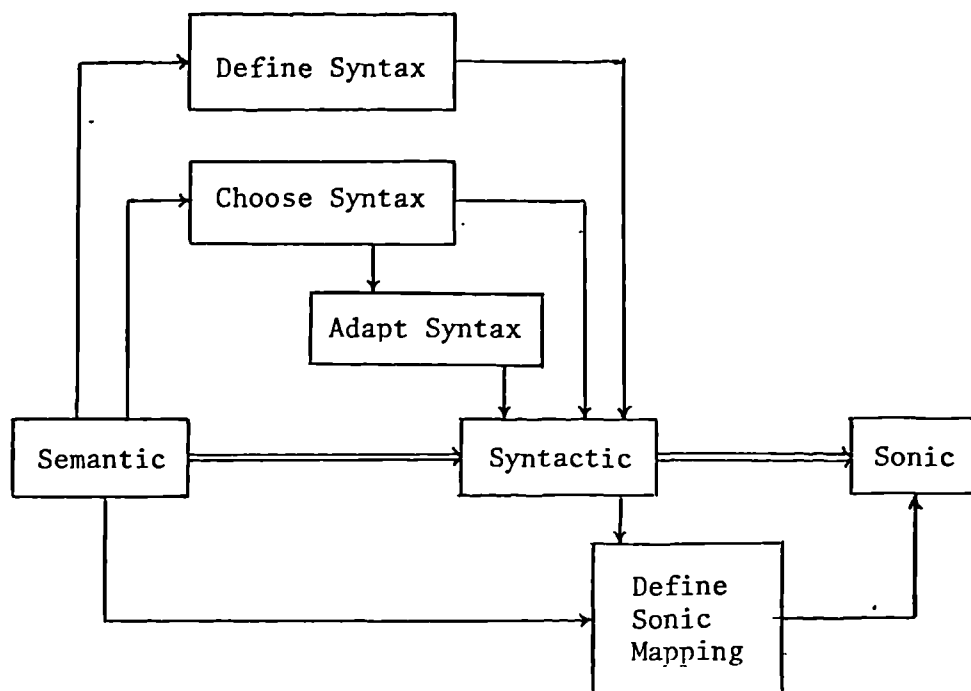 Define Syntax
Choose Syntax
Adapt Syntax
Semantic
Syntactic
Sonic
Define
Sonic
Mapping